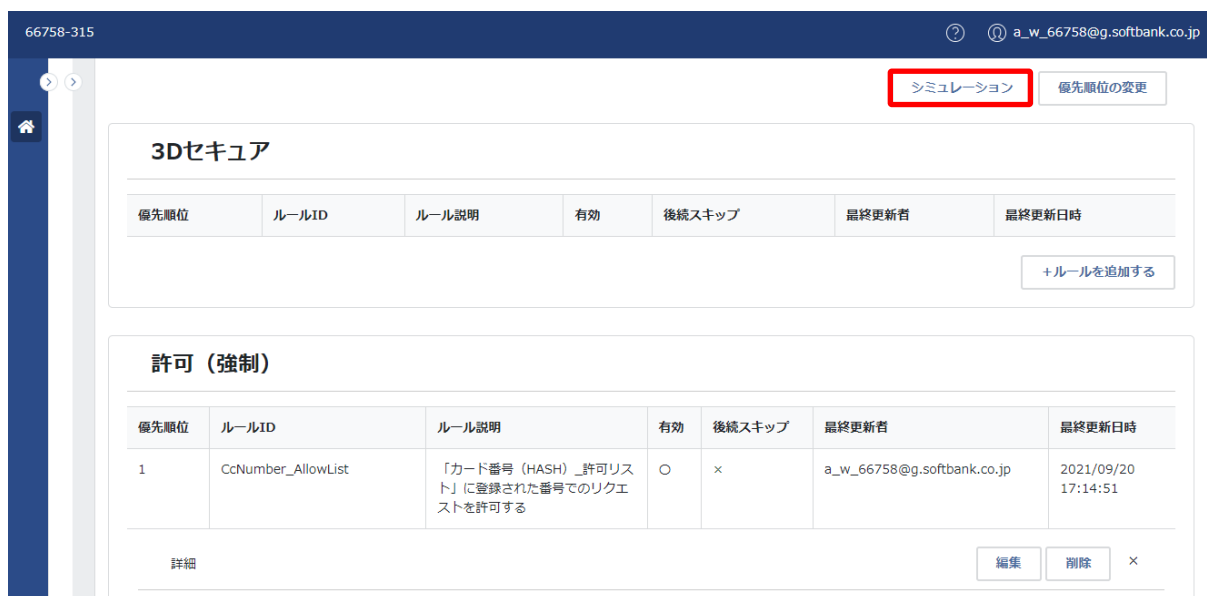 66758-315
? a_w_66758@g.softbank.co.jp
シミュレーション 優先順位の変更
3Dセキュア
優先順位 ルールID ルール説明 有効 後続スキップ 最終更新者 最終更新日時
+ルールを追加する
許可（強制）
優先順位 ルールID ルール説明 有効 後続スキップ 最終更新者 最終更新日時
1 CcNumber_AllowList 「カード番号（HASH）_許可リス ○ × a_w_66758@g.softbank.co.jp 2021/09/20
ト」に登録された番号でのリクエ 17:14:51
ストを許可する
詳細 編集 削除 ×